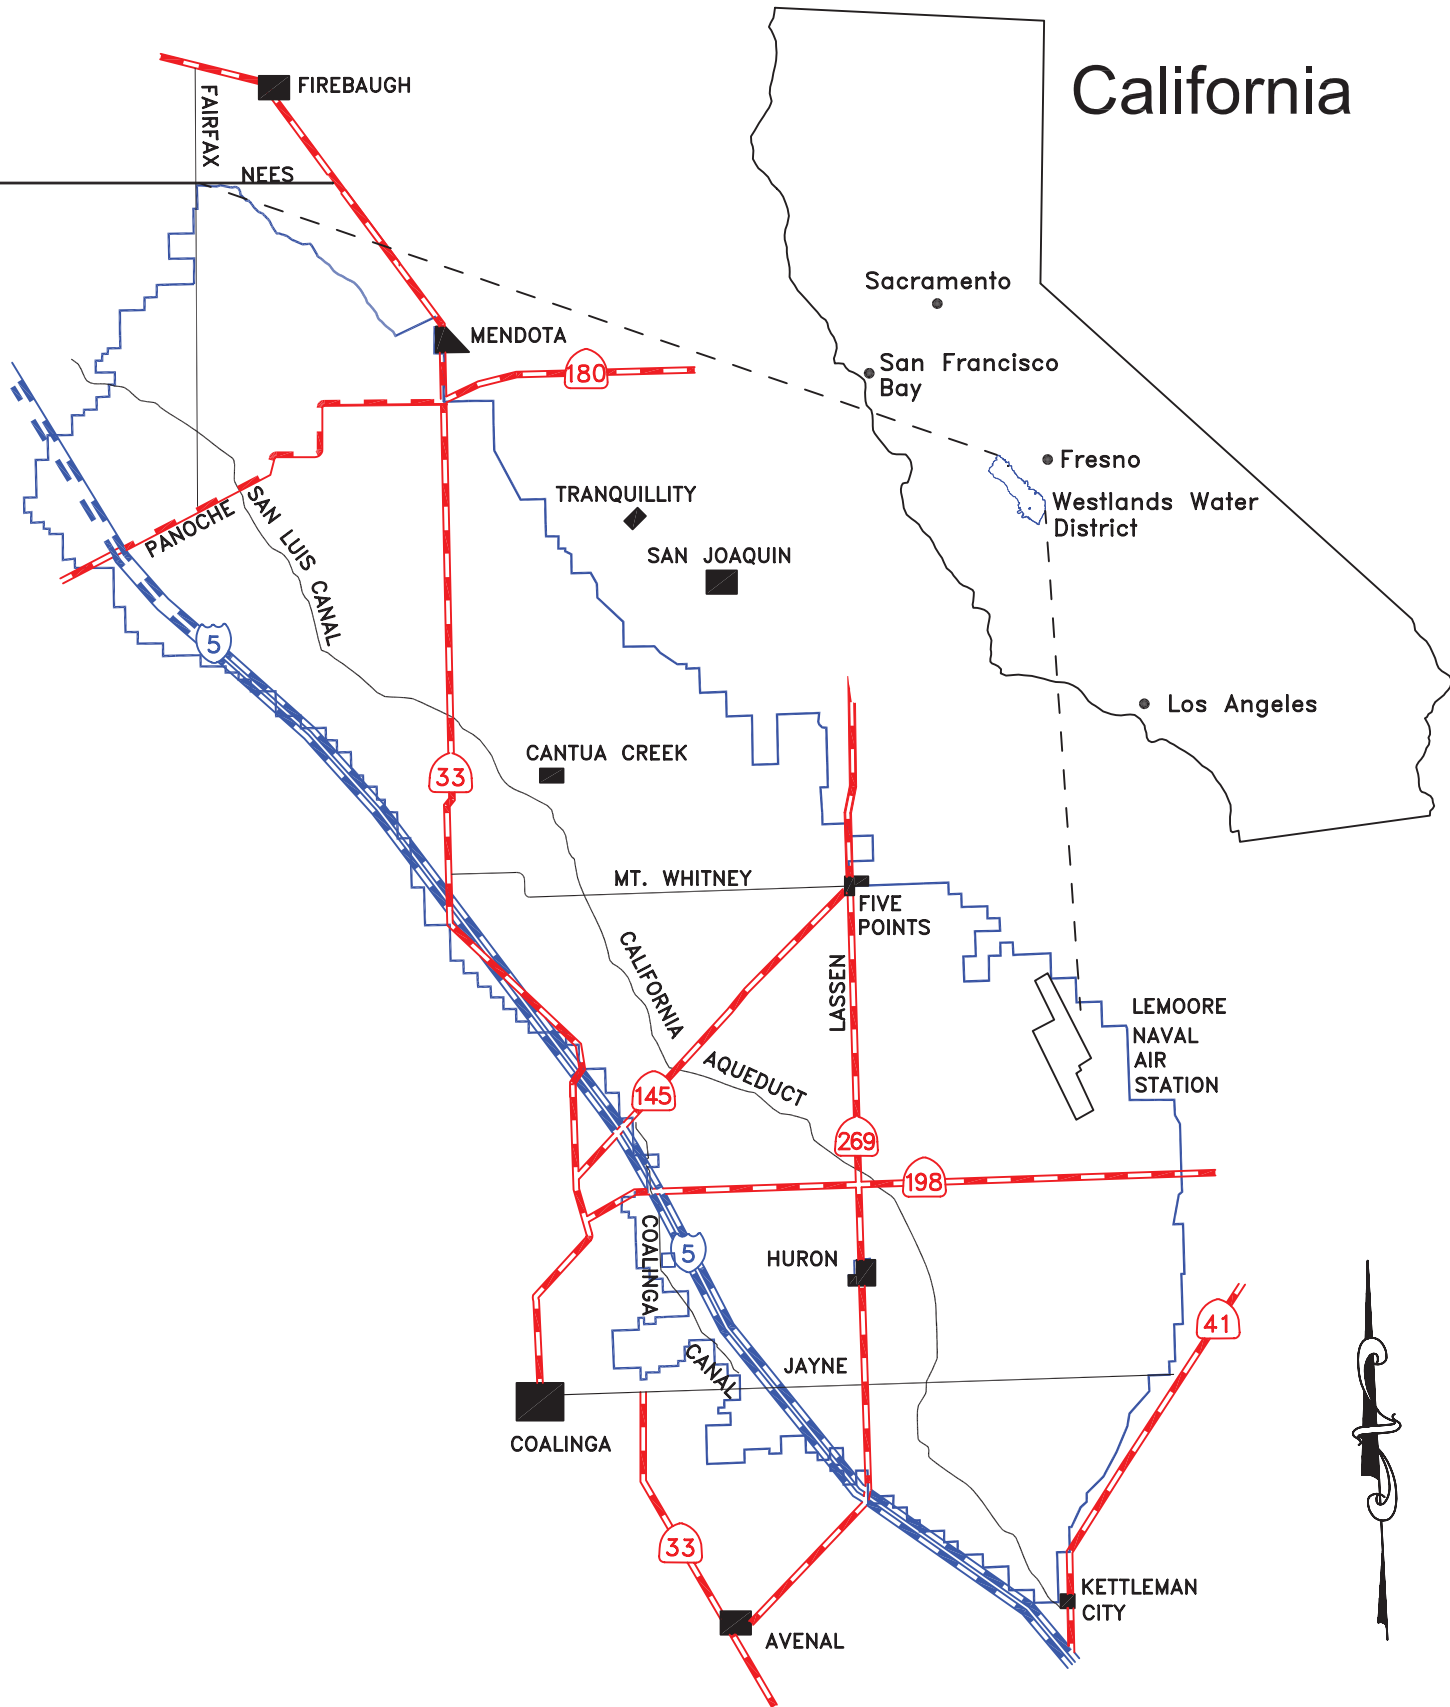 California
FIREBAUGH
FAIRFAX
NEES
Sacramento
MENDOTA
San Francisco
Bay
180
Fresno
TRANQUILLITY
Westlands Water
District
PANOCHE
SAN LUIS CANAL
SAN JOAQUIN
5
Los Angeles
CANTUA CREEK
33
MT. WHITNEY
FIVE
POINTS
CALIFORNIA
AQUEDUCT
LASSEN
LEMOORE
NAVAL
AIR
STATION
145
269
198
COALINGA
CANAL
5
HURON
41
JAYNE
COALINGA
33
KETTLEMAN
CITY
AVENAL